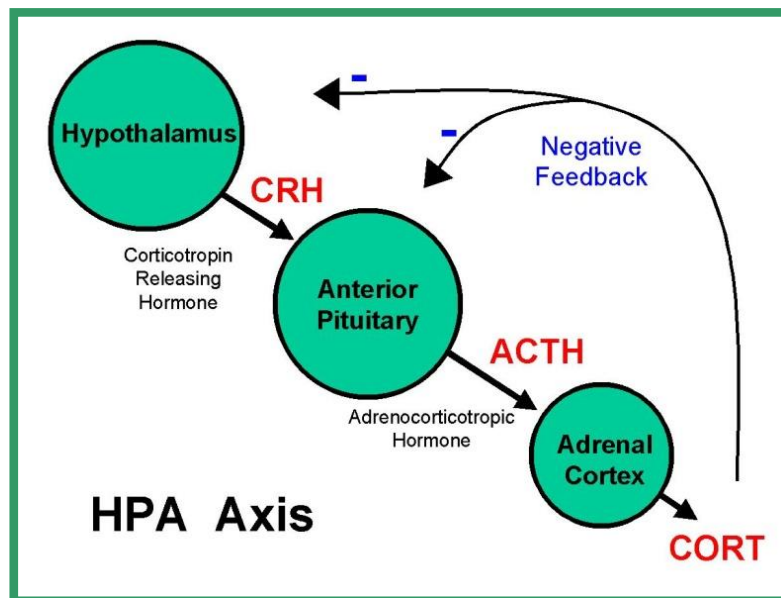 -
-
Hypothalamus
Negative
Feedback
CRH
Corticotropin
Releasing
Hormone
Anterior
Pituitary
ACTH
Adrenocorticotropic
Hormone
Adrenal
Cortex
HPA Axis
CORT